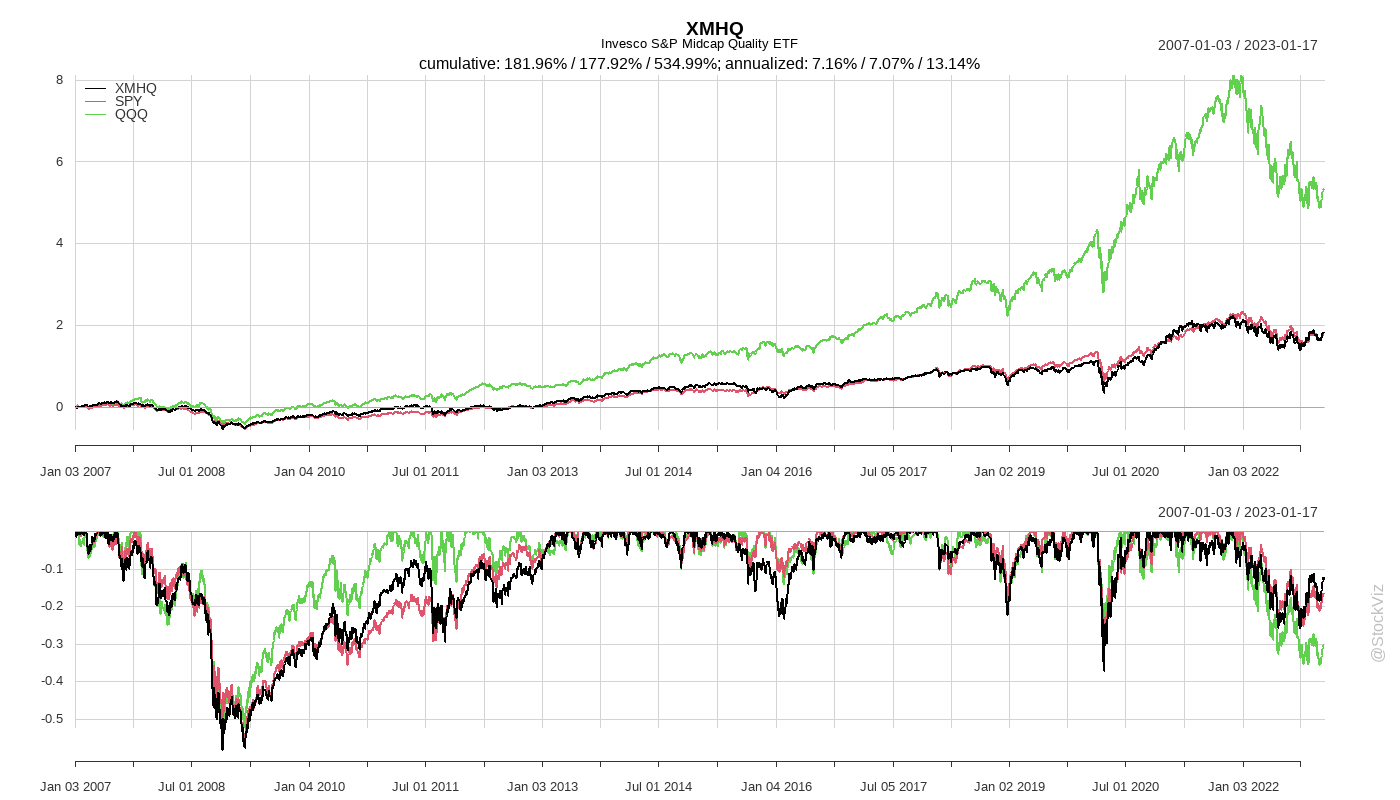 XMHQ
Invesco S&P Midcap Quality ETF
2007-01-03 / 2023-01-17
cumulative: 181.96% / 177.92% / 534.99%; annualized: 7.16% / 7.07% / 13.14%
XMHQ
SPY
QQQ
8
6
4
2
0
Jan 03 2007 Jul 01 2008 Jan 04 2010 Jul 01 2011 Jan 03 2013 Jul 01 2014 Jan 04 2016 Jul 05 2017 Jan 02 2019 Jul 01 2020 Jan 03 2022
2007-01-03 / 2023-01-17
-0.1
-0.2
-0.3
-0.4
-0.5
Jan 03 2007 Jul 01 2008 Jan 04 2010 Jul 01 2011 Jan 03 2013 Jul 01 2014 Jan 04 2016 Jul 05 2017 Jan 02 2019 Jul 01 2020 Jan 03 2022
@StockViz